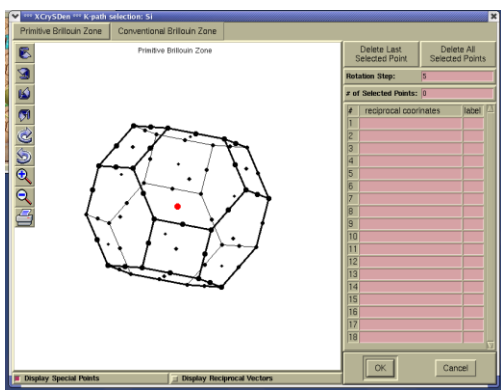 *** XCrySDen *** K-path selection: Si
Primitive Brillouin Zone
Conventional Brillouin Zone
Primitive Brillouin Zone
Delete Last
Selected Point
Delete All
Selected Points
Rotation Step: 5
# of Selected Points: 0
# reciprocal coorinates label
1
2
3
4
5
6
7
8
9
10
11
12
13
14
15
16
17
18
OK
Cancel
Display Special Points
Display Reciprocal Vectors